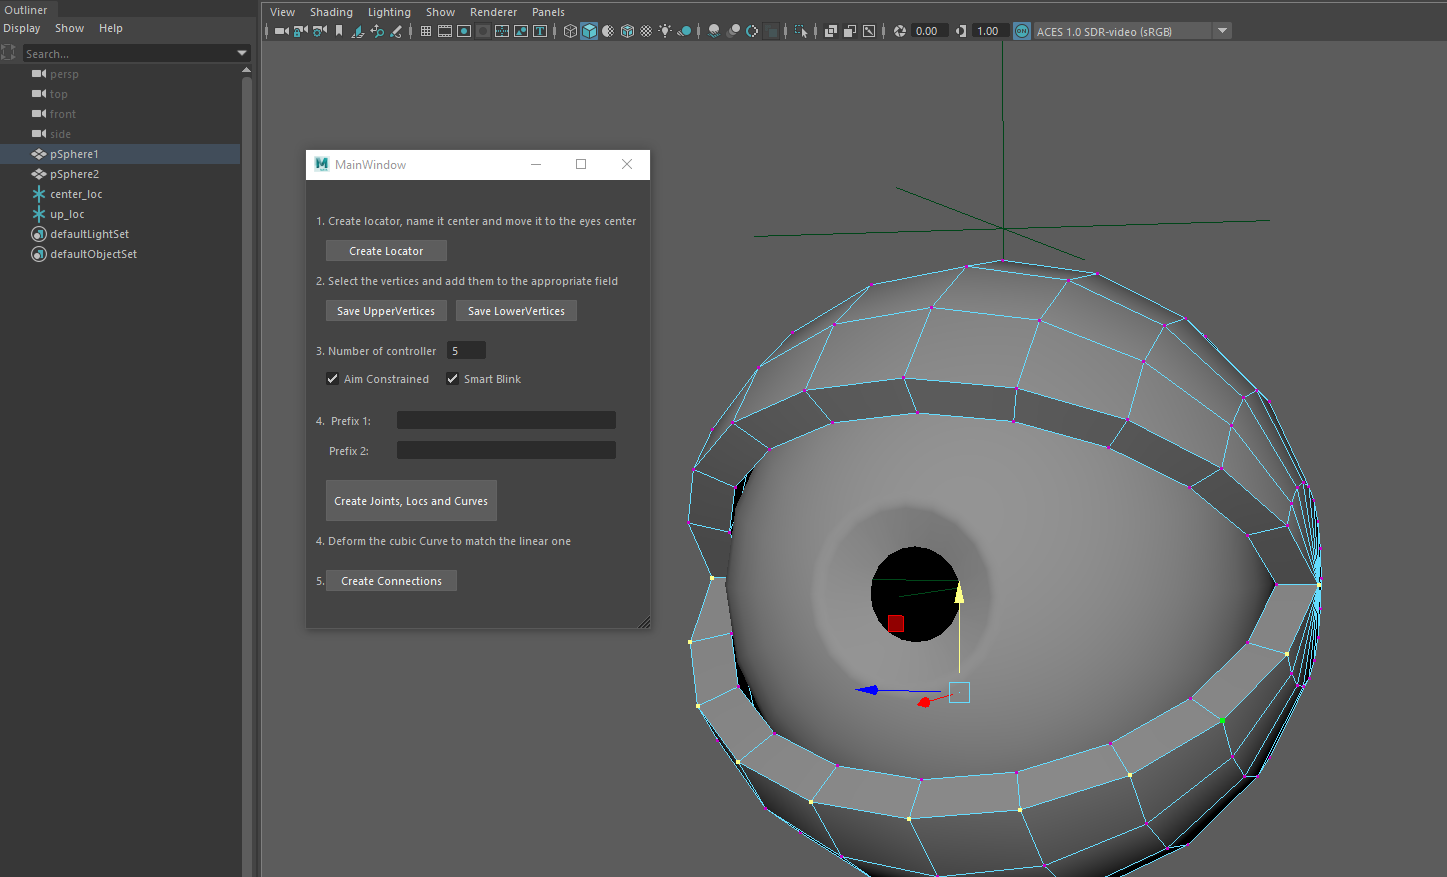 Outliner
Display Show Help
Search...
persp
top
front
side
pSphere1
pSphere2
center_loc
up_loc
defaultLightSet
defaultObjectSet
View Shading Lighting Show Renderer Panels
0.00 1.00 ON ACES 1.0 SDR-video (sRGB)
M MainWindow
1. Create locator, name it center and move it to the eyes center
Create Locator
2. Select the vertices and add them to the appropriate field
Save UpperVertices Save LowerVertices
3. Number of controller 5
Aim Constrained Smart Blink
4. Prefix 1:
Prefix 2:
Create Joints, Locs and Curves
4. Deform the cubic Curve to match the linear one
5. Create Connections